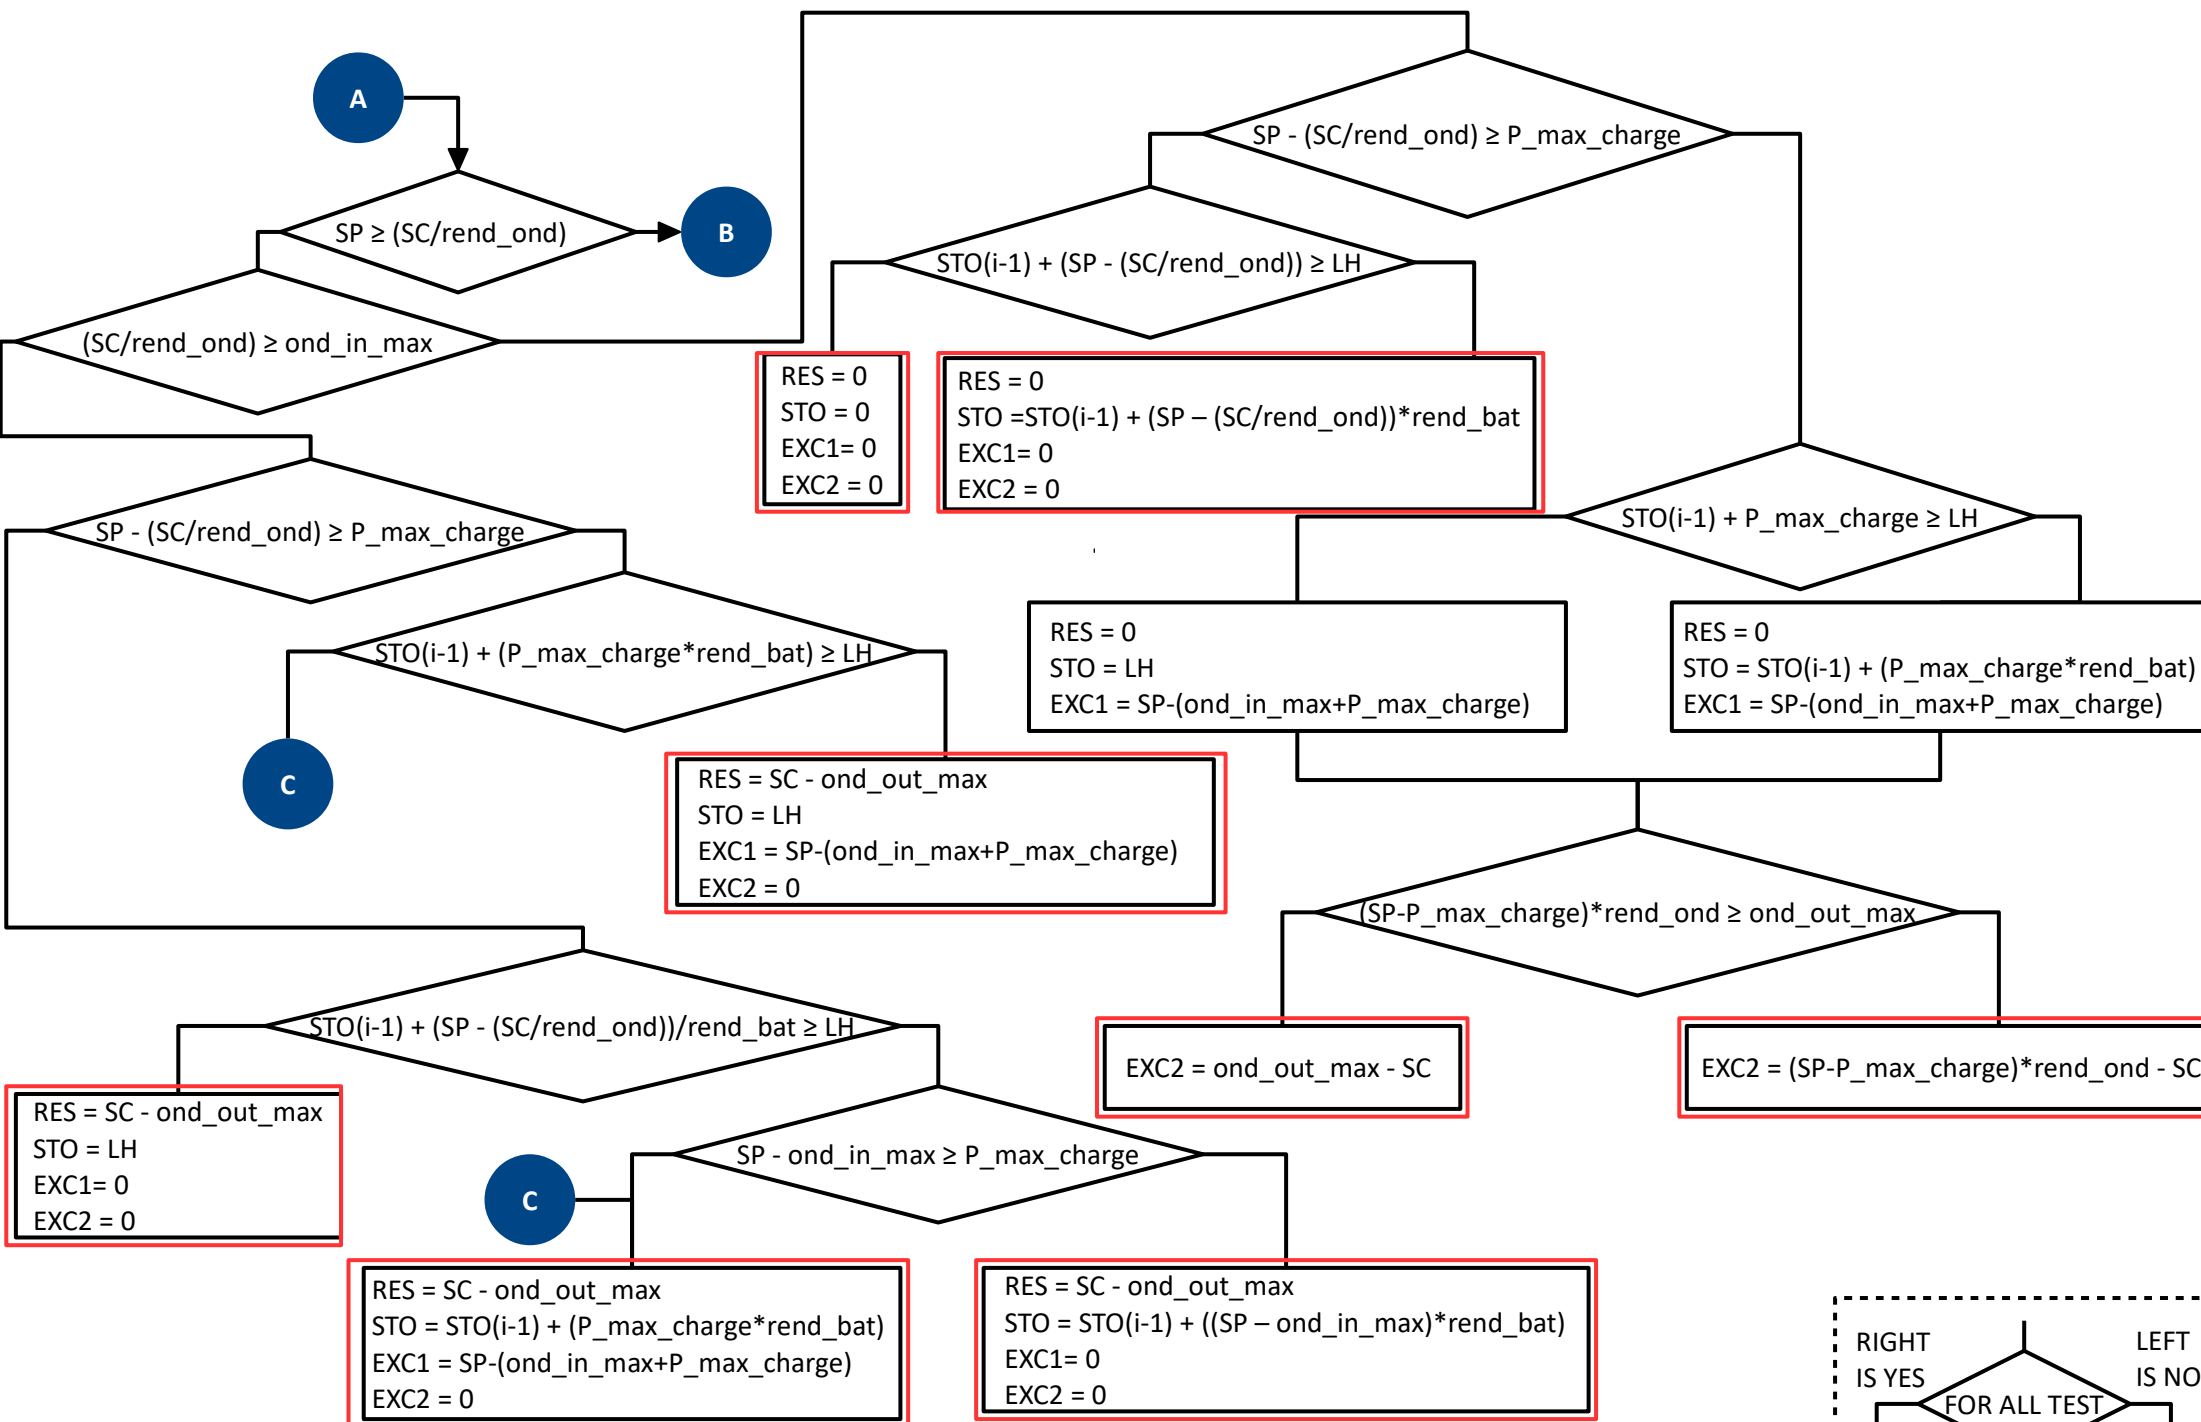 A
SP ≥ (SC/rend_ond)
B
(SC/rend_ond) ≥ ond_in_max
SP - (SC/rend_ond) ≥ P_max_charge
STO(i-1) + (SP - (SC/rend_ond)) ≥ LH
RES = 0
STO = 0
EXC1= 0
EXC2 = 0
RES = 0
STO =STO(i-1) + (SP – (SC/rend_ond))*rend_bat
EXC1= 0
EXC2 = 0
STO(i-1) + P_max_charge ≥ LH
RES = 0
STO = LH
EXC1 = SP-(ond_in_max+P_max_charge)
RES = 0
STO = STO(i-1) + (P_max_charge*rend_bat)
EXC1 = SP-(ond_in_max+P_max_charge)
(SP-P_max_charge)*rend_ond ≥ ond_out_max
EXC2 = ond_out_max - SC
EXC2 = (SP-P_max_charge)*rend_ond - SC
SP - (SC/rend_ond) ≥ P_max_charge
STO(i-1) + (P_max_charge*rend_bat) ≥ LH
C
RES = SC - ond_out_max
STO = LH
EXC1 = SP-(ond_in_max+P_max_charge)
EXC2 = 0
STO(i-1) + (SP - (SC/rend_ond))/rend_bat ≥ LH
RES = SC - ond_out_max
STO = LH
EXC1= 0
EXC2 = 0
SP - ond_in_max ≥ P_max_charge
C
RES = SC - ond_out_max
STO = STO(i-1) + (P_max_charge*rend_bat)
EXC1 = SP-(ond_in_max+P_max_charge)
EXC2 = 0
RES = SC - ond_out_max
STO = STO(i-1) + ((SP – ond_in_max)*rend_bat)
EXC1= 0
EXC2 = 0
RIGHT
IS YES
LEFT
IS NO
FOR ALL TEST